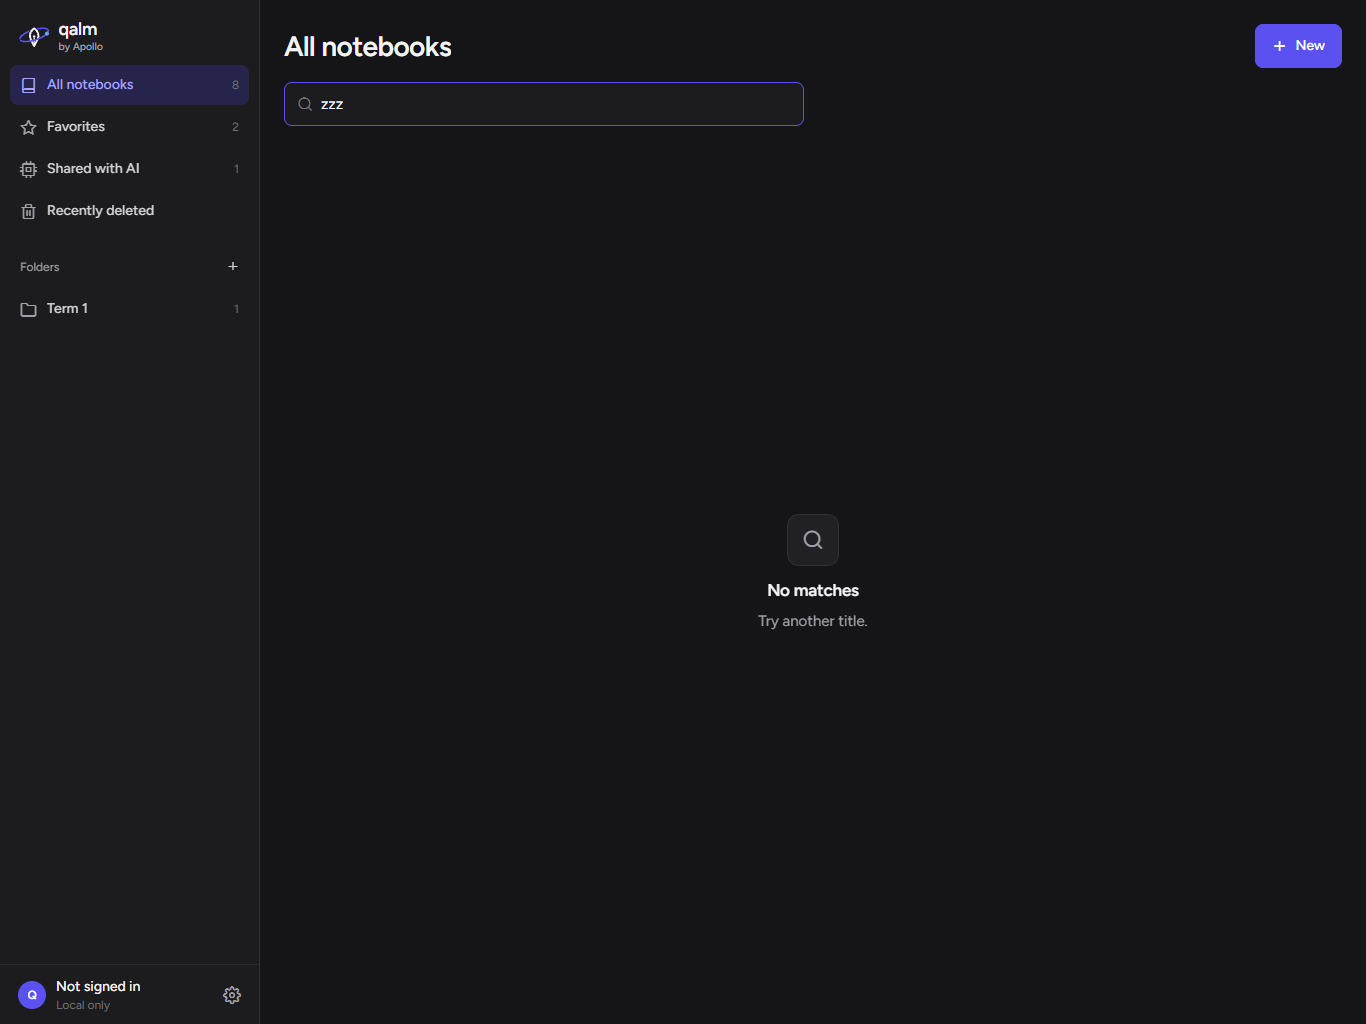 qalm
by Apollo
All notebooks 8
Favorites 2
Shared with AI 1
Recently deleted
Folders +
Term 1 1
Q
Not signed in
Local only
All notebooks
+ New
zzz
No matches
Try another title.